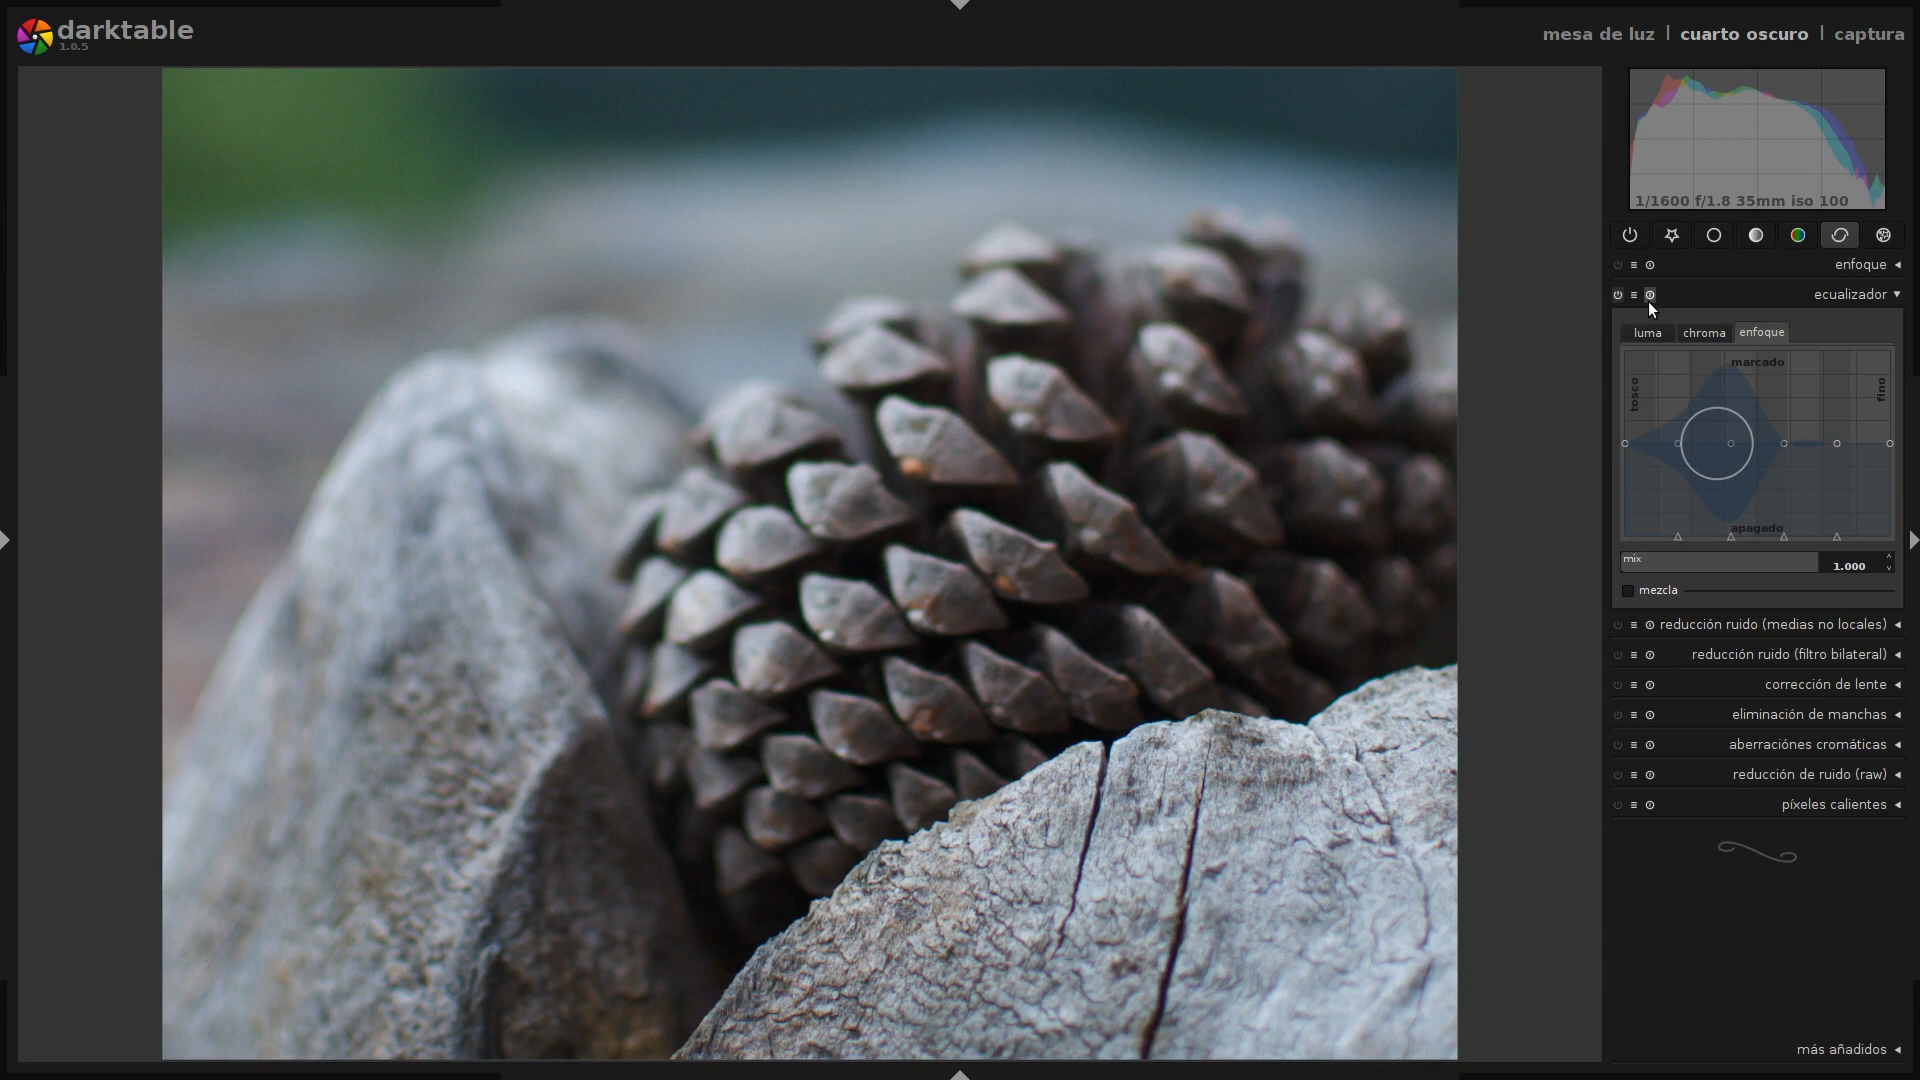 darktable
1.0.5
mesa de luz | cuarto oscuro | captura
1/1600 f/1.8 35mm iso 100
enfoque
ecualizador
luma chroma enfoque
marcado
tosco
fino
apagado
mix 1.000
mezcla
reducción ruido (medias no locales)
reducción ruido (filtro bilateral)
corrección de lente
eliminación de manchas
aberraciónes cromáticas
reducción de ruido (raw)
píxeles calientes
más añadidos